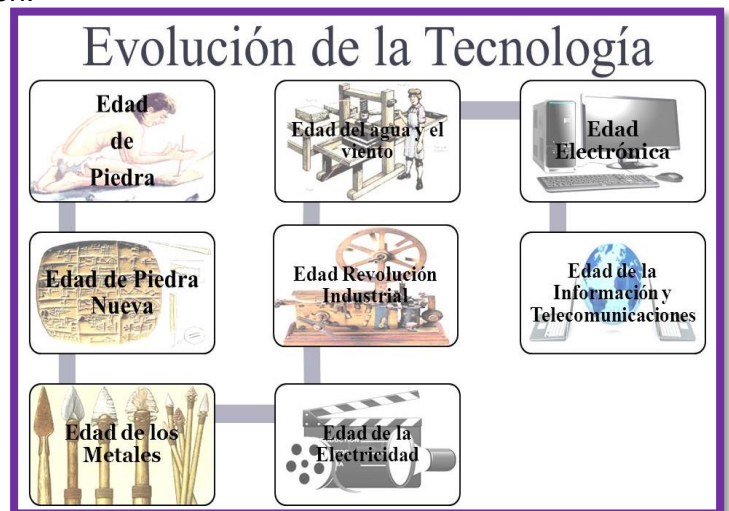 Evolución de la Tecnología
Edad
de
Piedra
Edad de Piedra
Nueva
Edad de los
Metales
Edad de la
Electricidad
Edad Revolución
Industrial
Edad del agua y el
viento
Edad
Electrónica
Edad de la
Información y
Telecomunicaciones